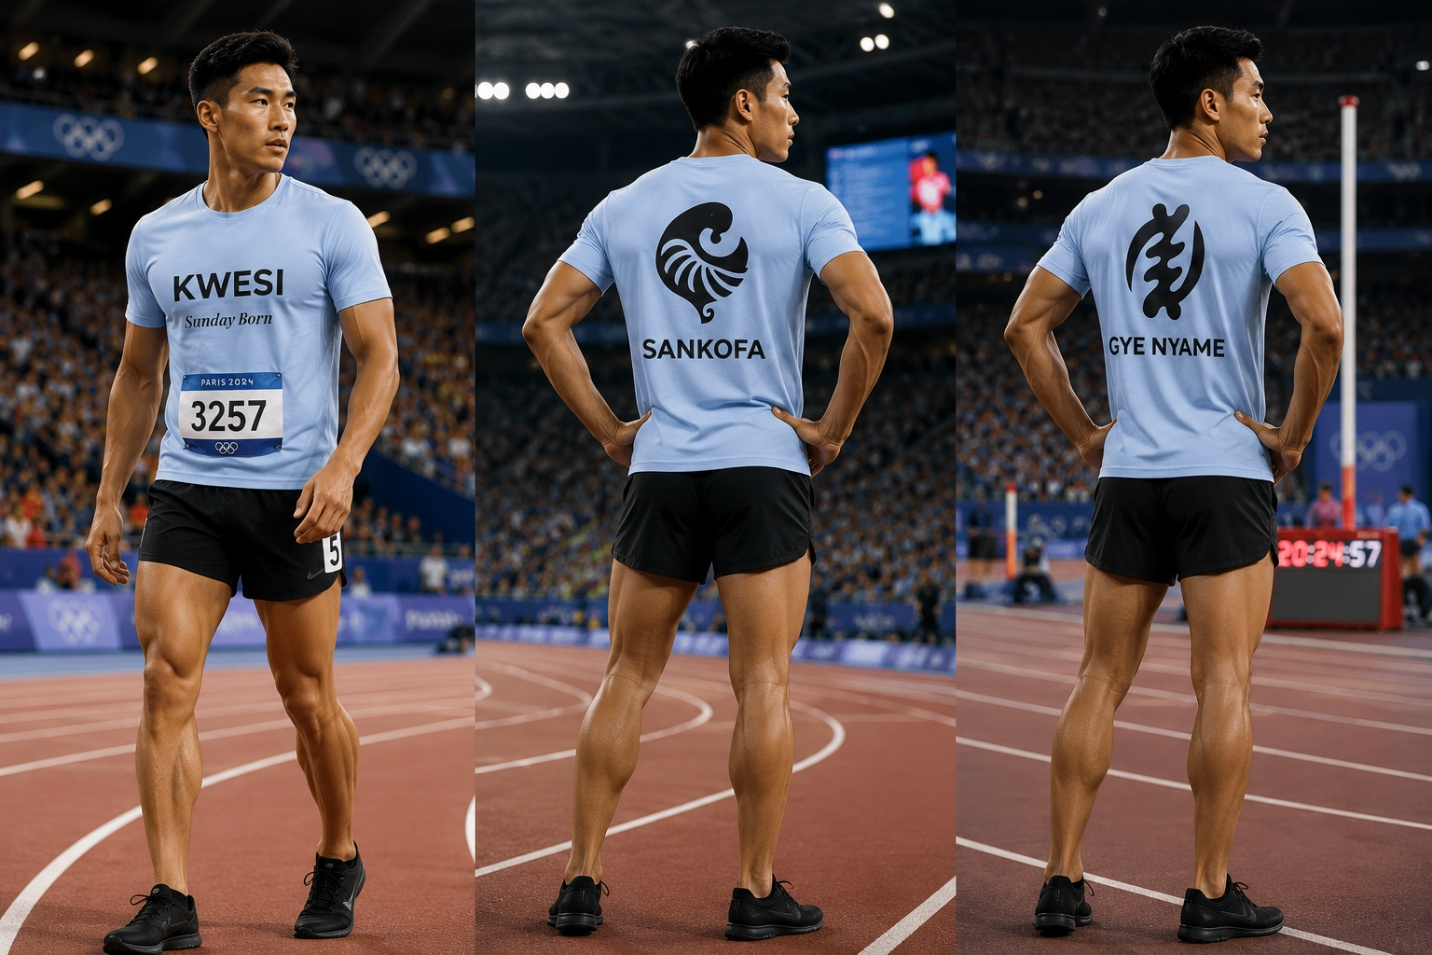 KWESI
Sunday Born
PARIS 2024
3257
5
SANKOFA
GYE NYAME
20:24:57